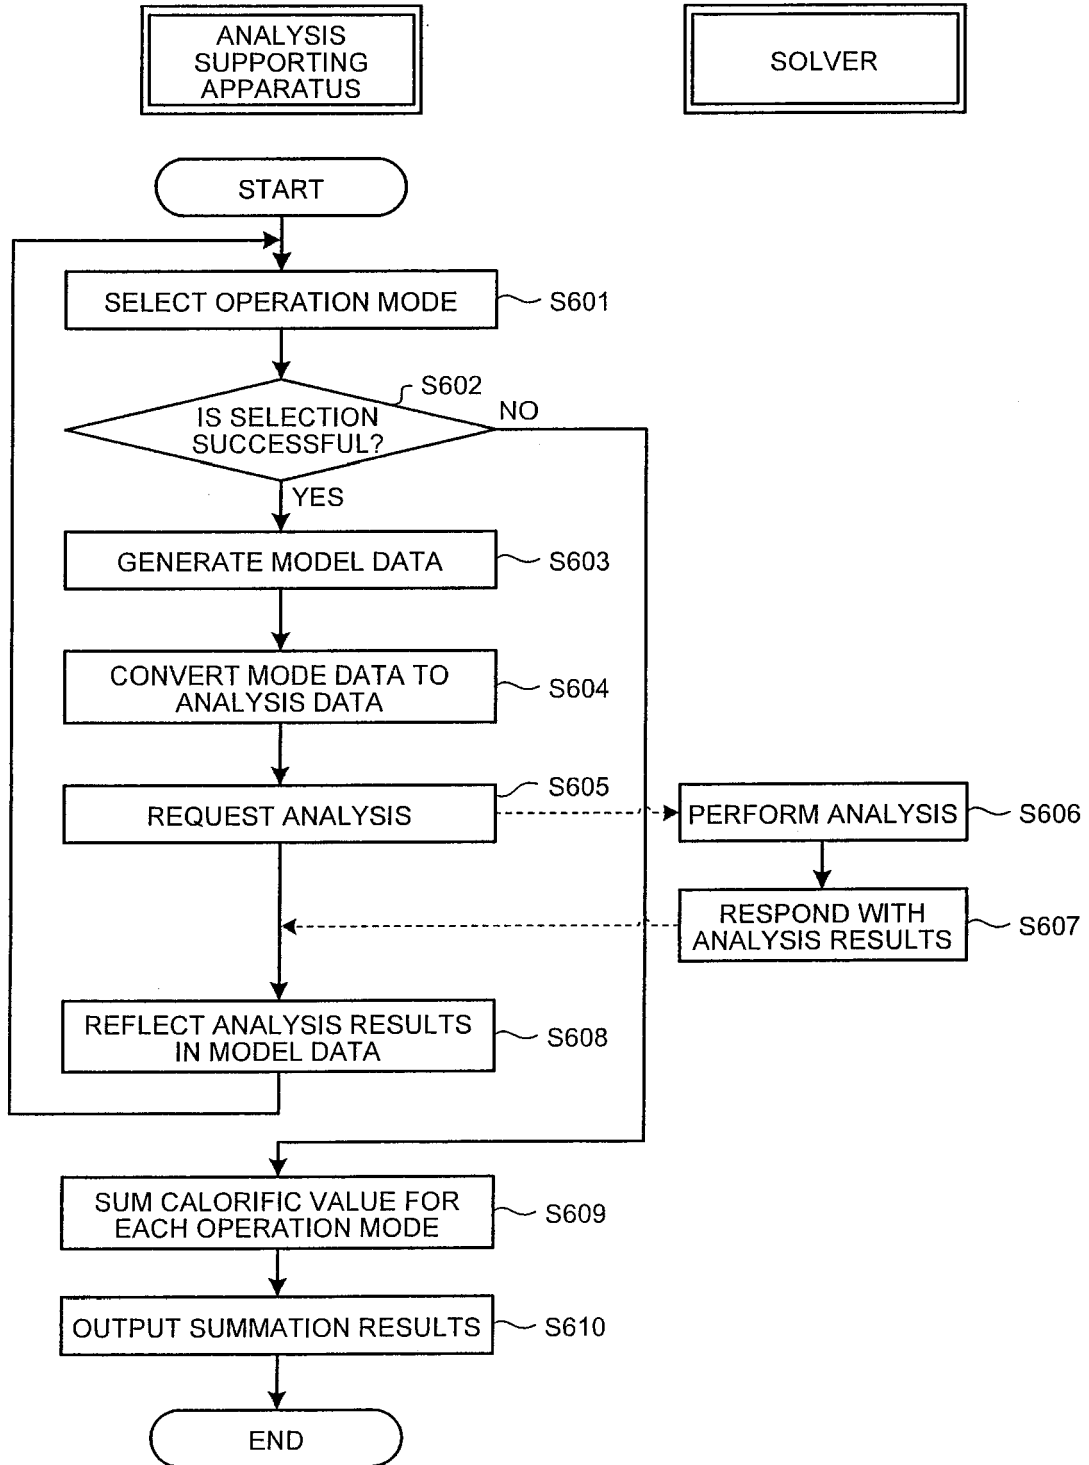 ANALYSIS
SUPPORTING
APPARATUS
SOLVER
START
SELECT OPERATION MODE
S601
S602
IS SELECTION
SUCCESSFUL?
NO
YES
GENERATE MODEL DATA
S603
CONVERT MODE DATA TO
ANALYSIS DATA
S604
REQUEST ANALYSIS
S605
PERFORM ANALYSIS
S606
RESPOND WITH
ANALYSIS RESULTS
S607
REFLECT ANALYSIS RESULTS
IN MODEL DATA
S608
SUM CALORIFIC VALUE FOR
EACH OPERATION MODE
S609
OUTPUT SUMMATION RESULTS
S610
END